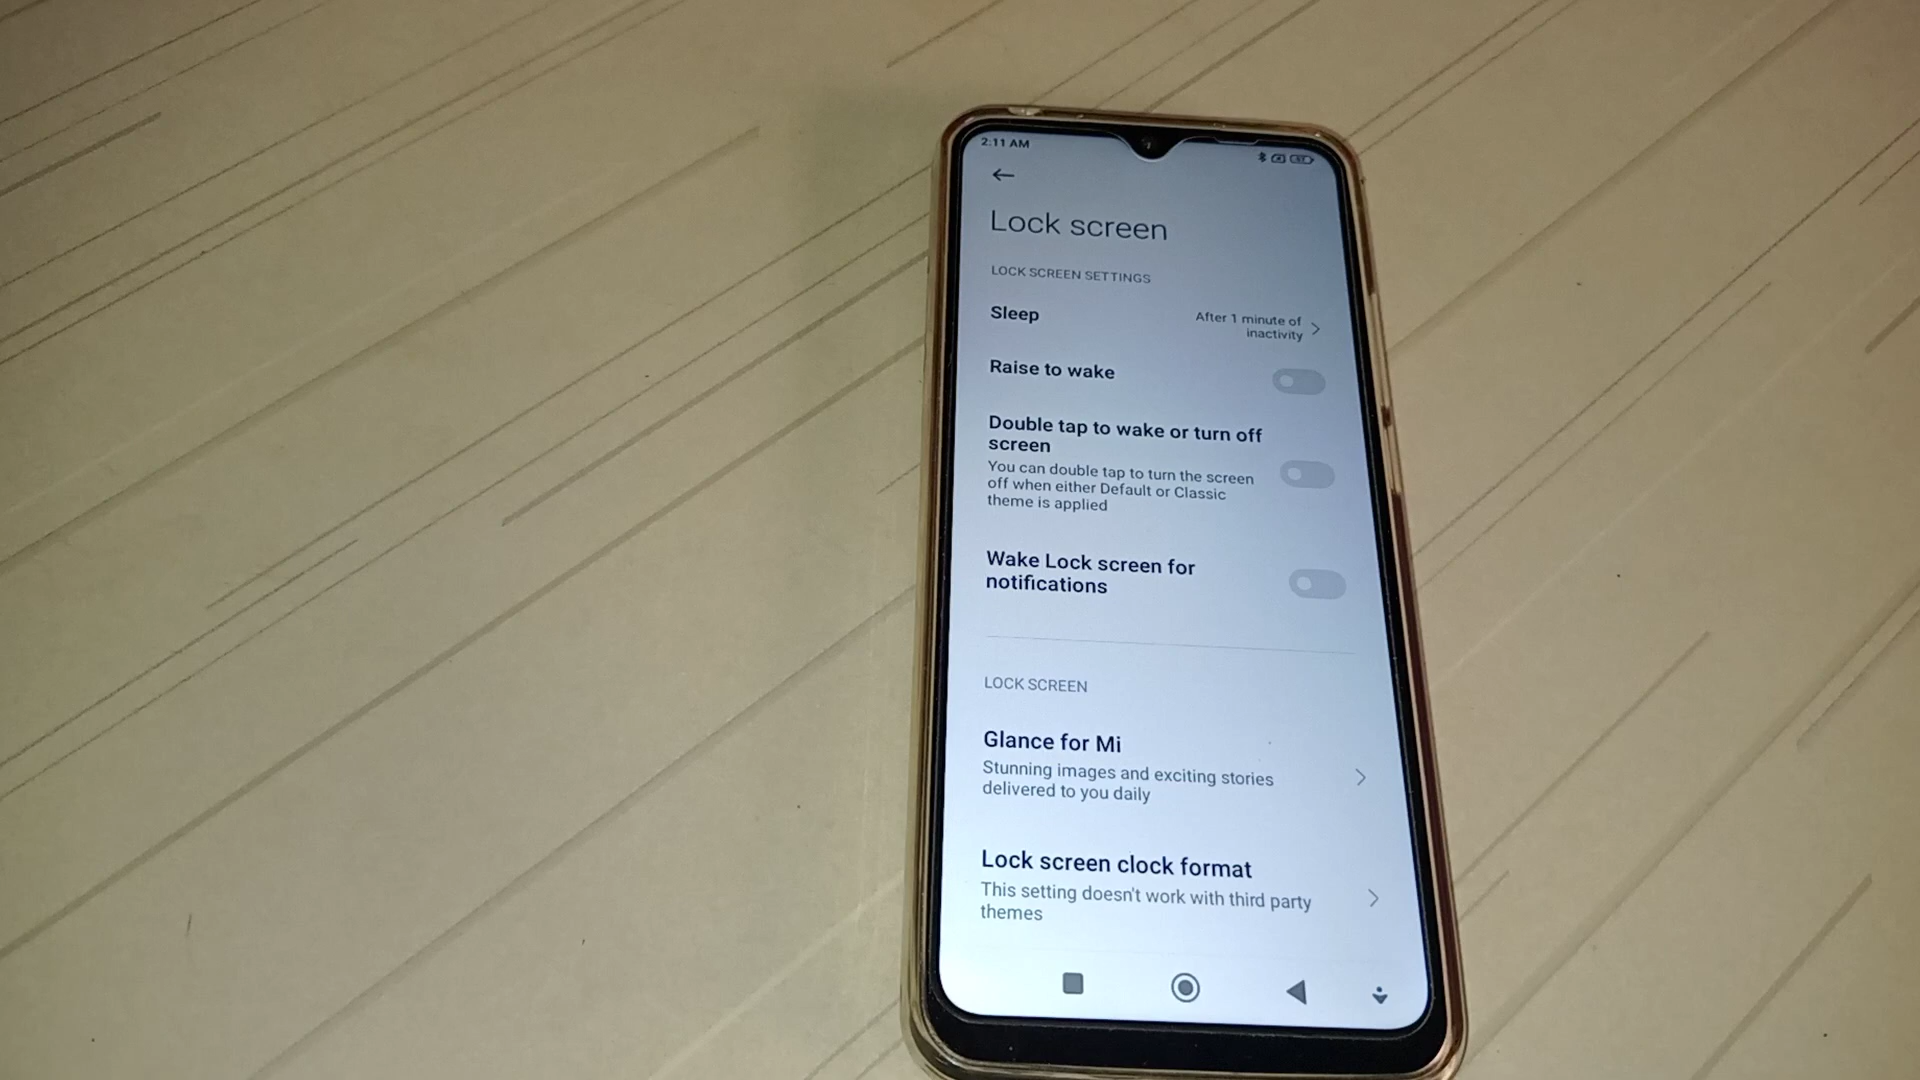 2:11 AM
Lock screen
LOCK SCREEN SETTINGS
Sleep
After 1 minute of
inactivity
Raise to wake
Double tap to wake or turn off
screen
You can double tap to turn the screen
off when either Default or Classic
theme is applied
Wake Lock screen for
notifications
LOCK SCREEN
Glance for Mi
Stunning images and exciting stories
delivered to you daily
Lock screen clock format
This setting doesn't work with third party
themes